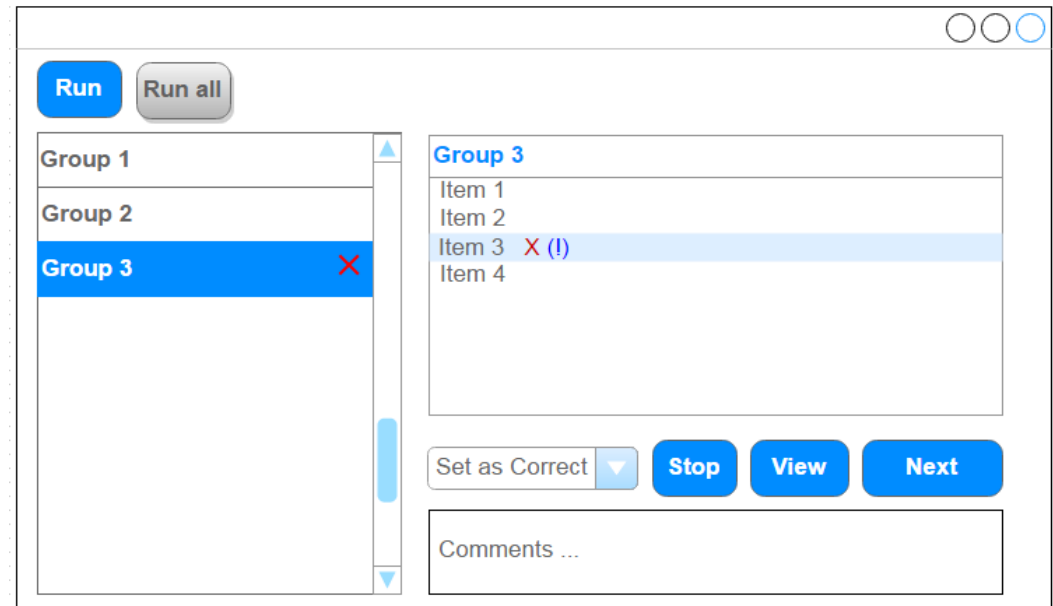 Run
Run all
Group 1
Group 2
Group 3
Group 3
Item 1
Item 2
Item 3 X (!)
Item 4
Set as Correct
Stop
View
Next
Comments ...